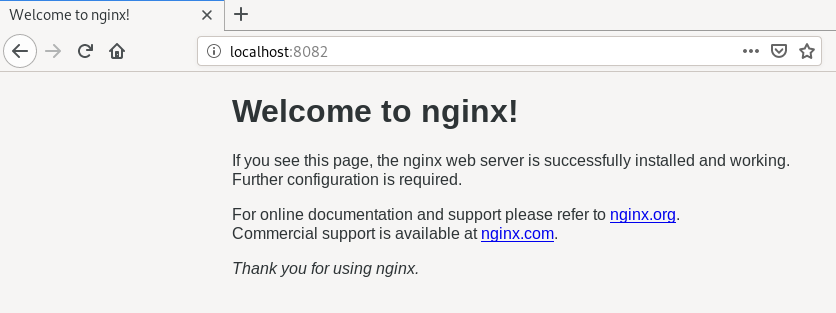 Welcome to nginx!
localhost:8082
Welcome to nginx!
If you see this page, the nginx web server is successfully installed and working.
Further configuration is required.
For online documentation and support please refer to nginx.org.
Commercial support is available at nginx.com.
Thank you for using nginx.